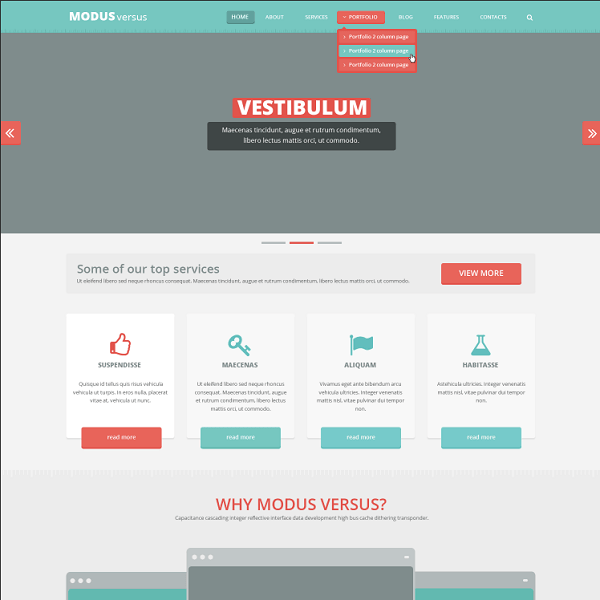 MODUS versus
HOME ABOUT SERVICES PORTFOLIO BLOG FEATURES CONTACTS
Portfolio 2 column page
Portfolio 2 column page
Portfolio 2 column page
VESTIBULUM
Maecenas tincidunt, augue et rutrum condimentum,
libero lectus mattis orci, ut commodo.
Some of our top services
Ut eleifend libero sed neque rhoncus consequat. Maecenas tincidunt, augue et rutrum condimentum, libero lectus mattis orci, ut commodo.
VIEW MORE
SUSPENDISSE
Quisque id tellus quis risus vehicula
vehicula ut turpis. In eros nulla, placerat
vitae at, vehicula ut nunc.
read more
MAECENAS
Ut eleifend libero sed neque rhoncus
consequat. Maecenas tincidunt, augue
et rutrum condimentum, libero lectus
mattis orci, ut commodo.
read more
ALIQUAM
Vivamus eget ante bibendum arcu
vehicula ultricies. Integer venenatis
mattis nisl, vitae pulvinar dui tempor
non.
read more
HABITASSE
Astehicula ultricies. Integer venenatis
mattis nisl, vitae pulvinar dui tempor
non.
read more
WHY MODUS VERSUS?
Capacitance cascading integer reflective interface data development high bus cache dithering transponder.